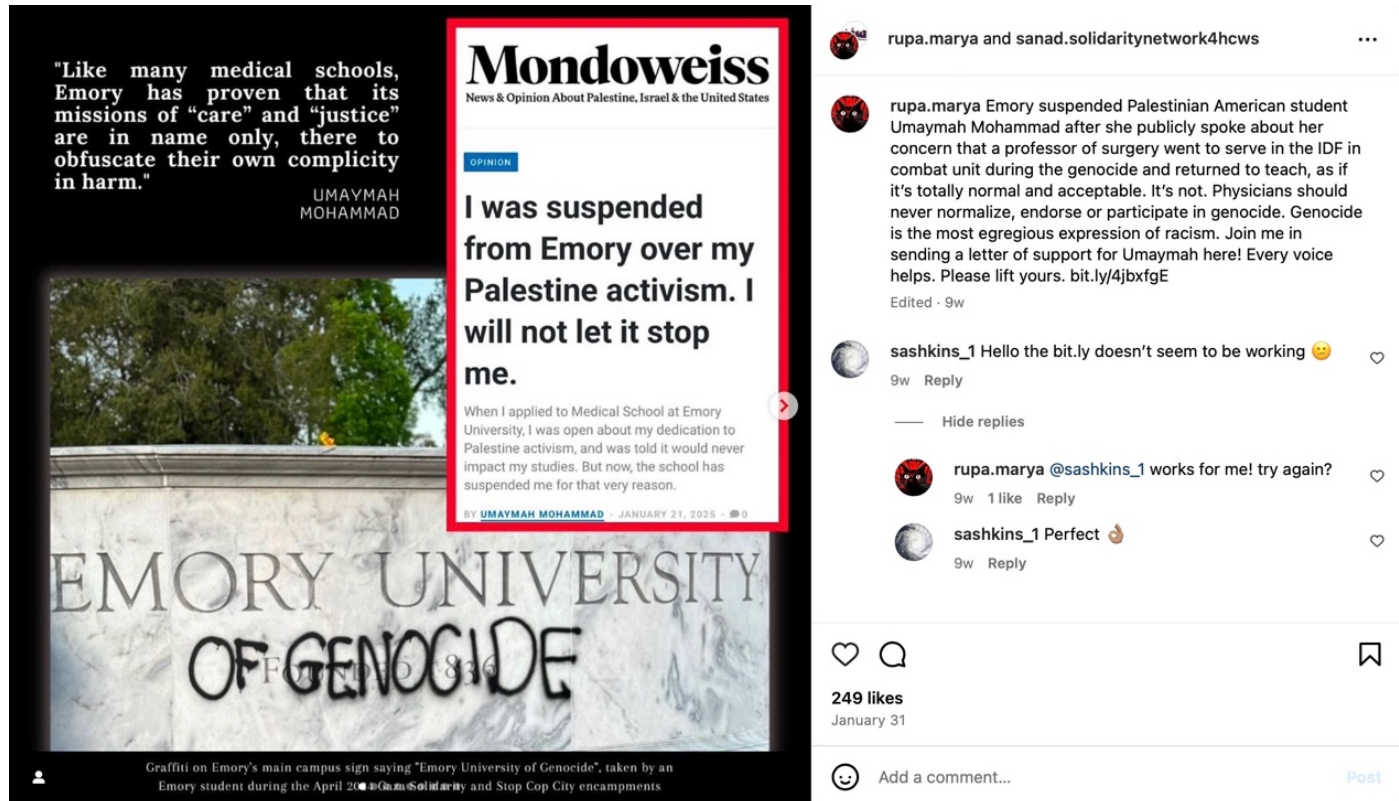 "Like many medical schools,
Emory has proven that its
missions of “care” and “justice”
are in name only, there to
obfuscate their own complicity
in harm."
UMAYMAH
MOHAMMAD
Mondoweiss
News & Opinion About Palestine, Israel & the United States
OPINION
I was suspended
from Emory over my
Palestine activism. I
will not let it stop
me.
When I applied to Medical School at Emory
University, I was open about my dedication to
Palestine activism, and was told it would never
impact my studies. But now, the school has
suspended me for that very reason.
BY UMAYMAH MOHAMMAD · JANUARY 21, 2025 · 0
EMORY UNIVERSITY
OF GENOCIDE
FOUNDED 1836
Graffiti on Emory's main campus sign saying "Emory University of Genocide", taken by an
Emory student during the April Gaza Solidarity and Stop Cop City encampments
rupa.marya and sanad.solidaritynetwork4hcws
rupa.marya Emory suspended Palestinian American student
Umaymah Mohammad after she publicly spoke about her
concern that a professor of surgery went to serve in the IDF in
combat unit during the genocide and returned to teach, as if
it’s totally normal and acceptable. It’s not. Physicians should
never normalize, endorse or participate in genocide. Genocide
is the most egregious expression of racism. Join me in
sending a letter of support for Umaymah here! Every voice
helps. Please lift yours. bit.ly/4jbxfgE
Edited · 9w
sashkins_1 Hello the bit.ly doesn’t seem to be working 😕
9w Reply
Hide replies
rupa.marya @sashkins_1 works for me! try again?
9w 1 like Reply
sashkins_1 Perfect 👌🏽
9w Reply
249 likes
January 31
Add a comment...
Post